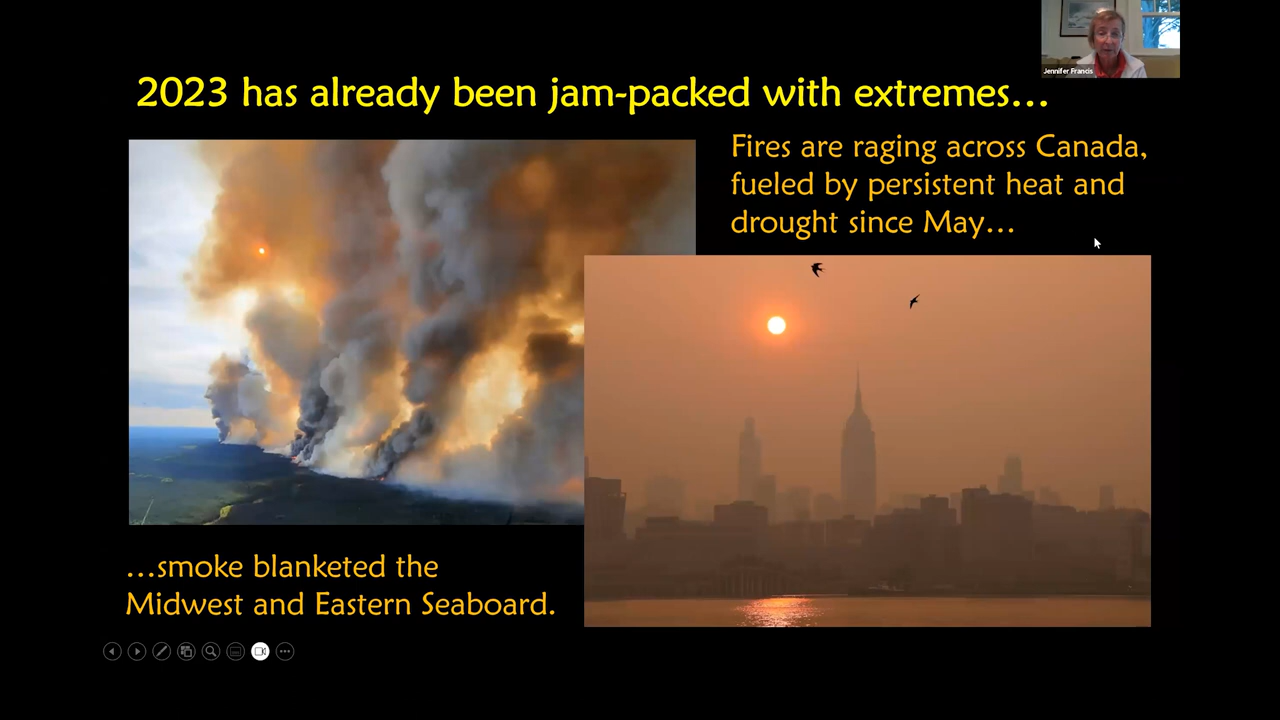 Jennifer Francis
2023 has already been jam-packed with extremes…
Fires are raging across Canada,
fueled by persistent heat and
drought since May…
…smoke blanketed the
Midwest and Eastern Seaboard.